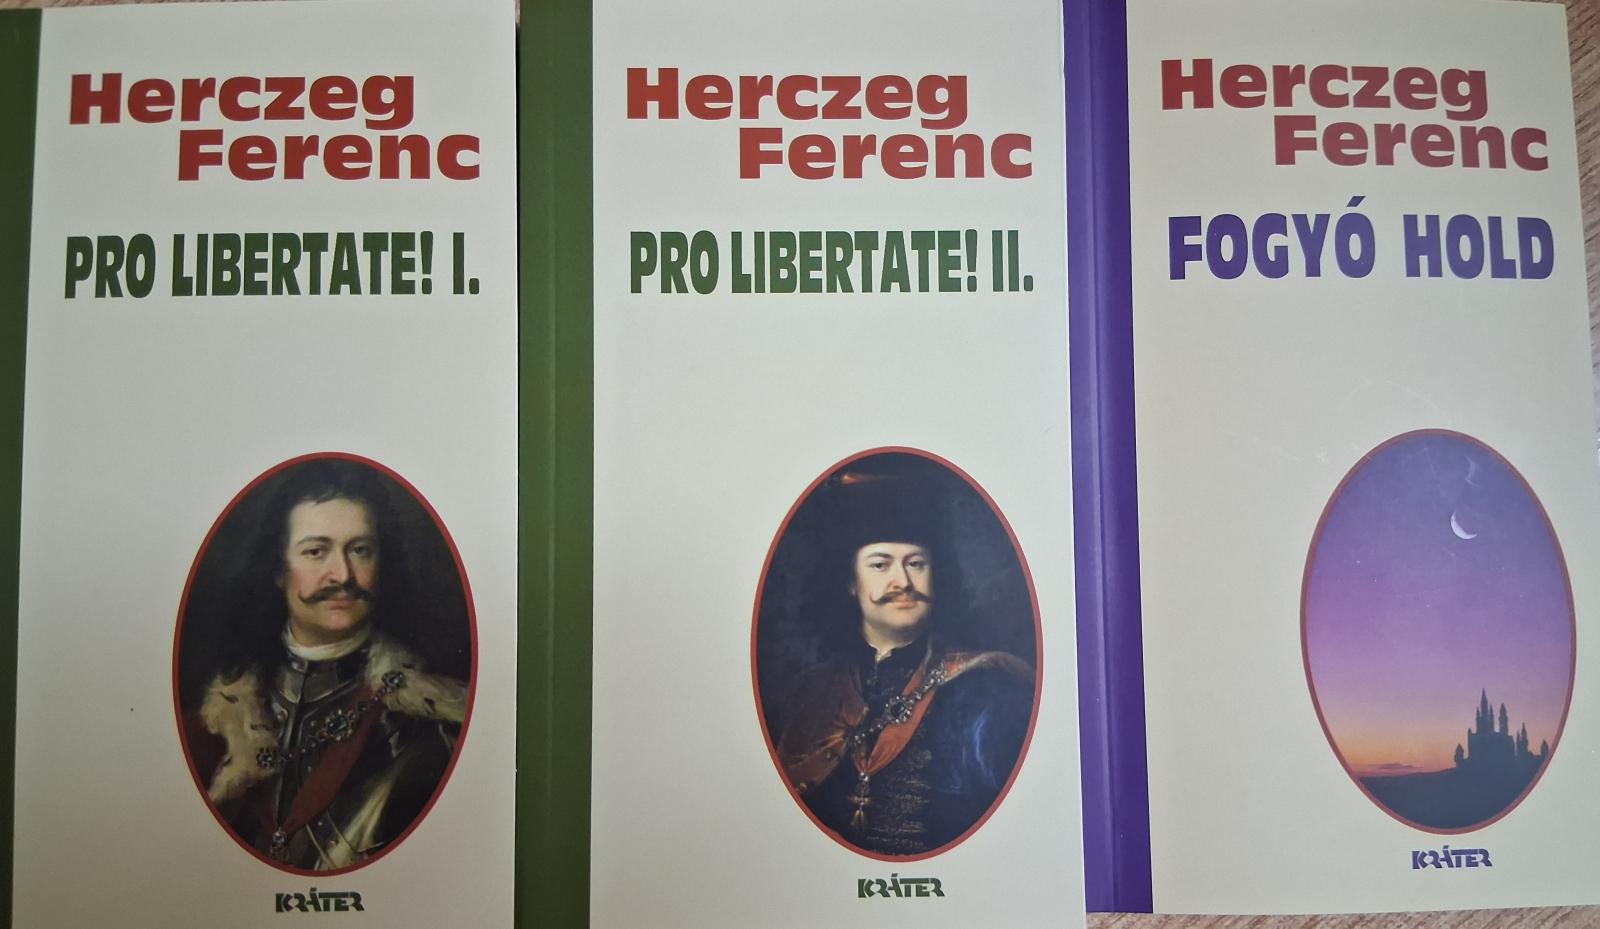 Herczeg
Ferenc
PRO LIBERTATE! I.
KRÁTER
Herczeg
Ferenc
PRO LIBERTATE! II.
KRÁTER
Herczeg
Ferenc
FOGYÓ HOLD
KRÁTER